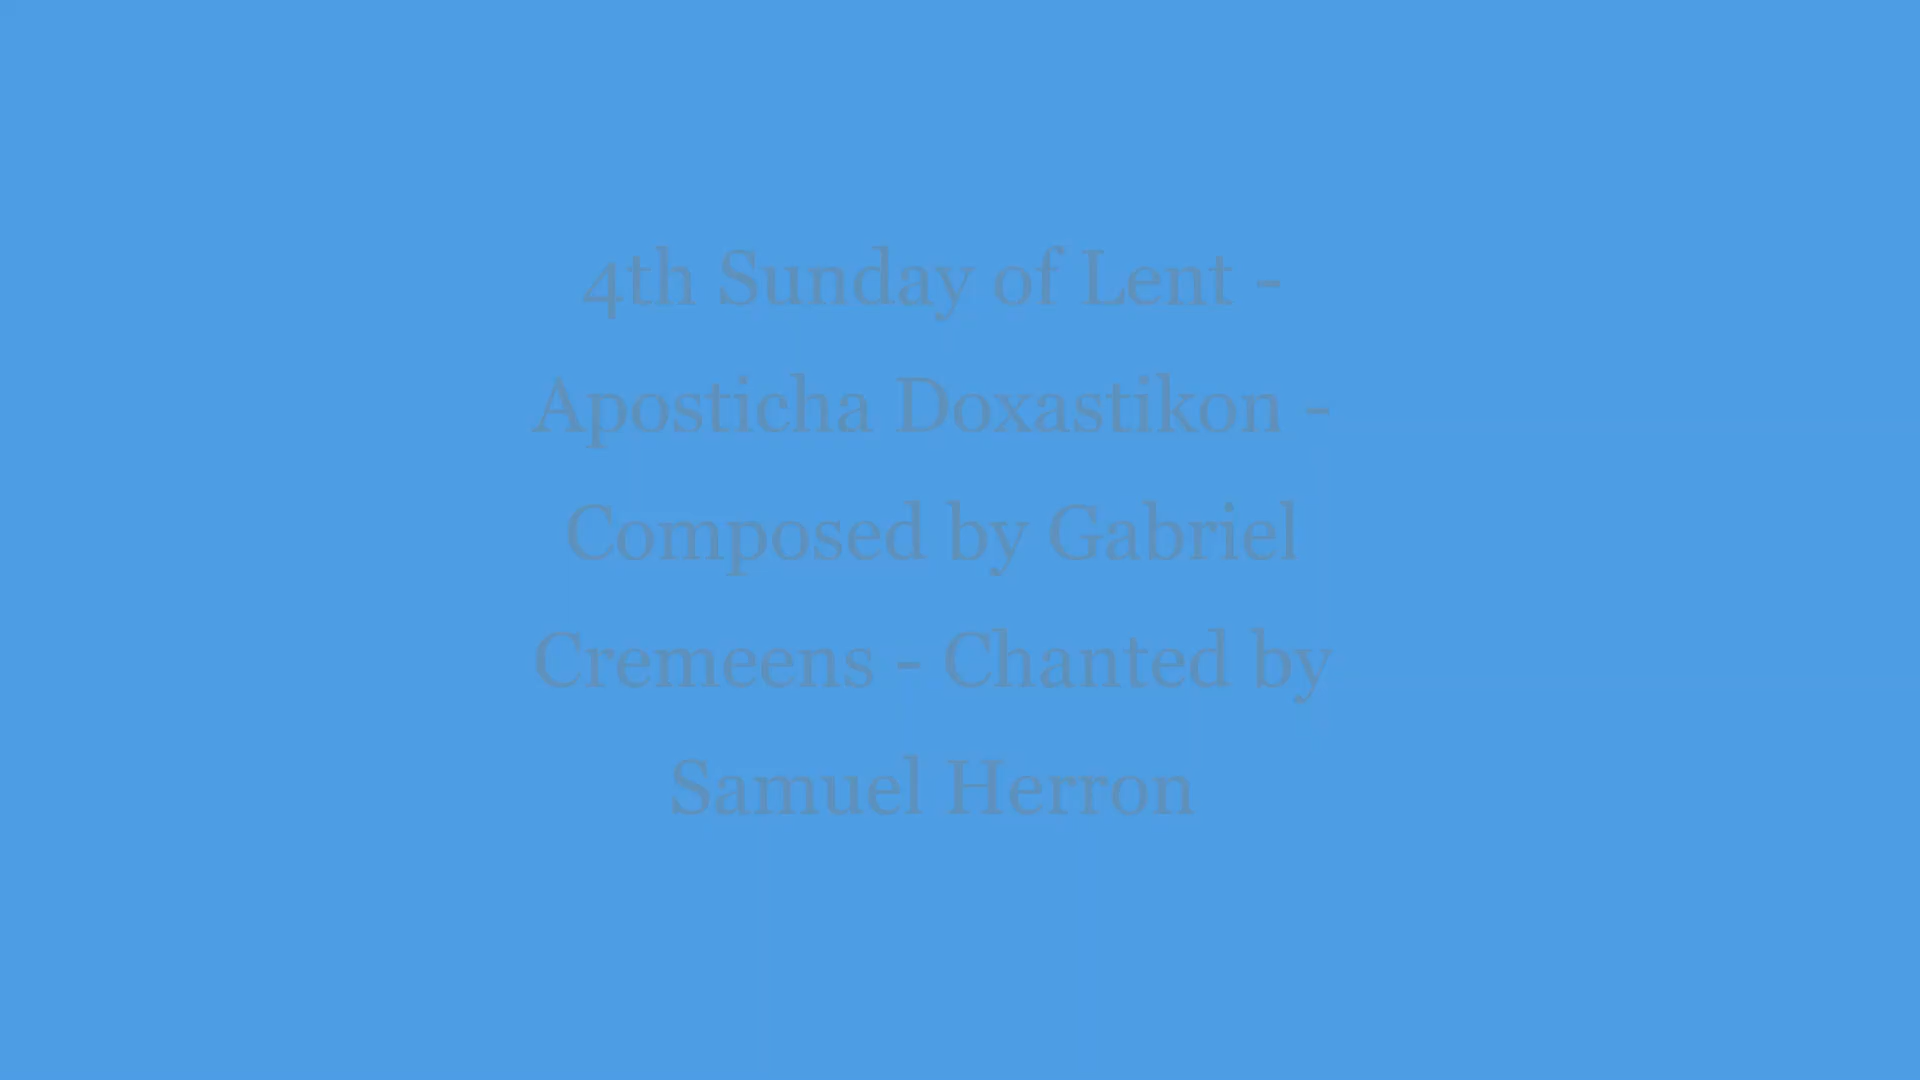 4th Sunday of Lent -
Aposticha Doxastikon -
Composed by Gabriel
Cremeens - Chanted by
Samuel Herron